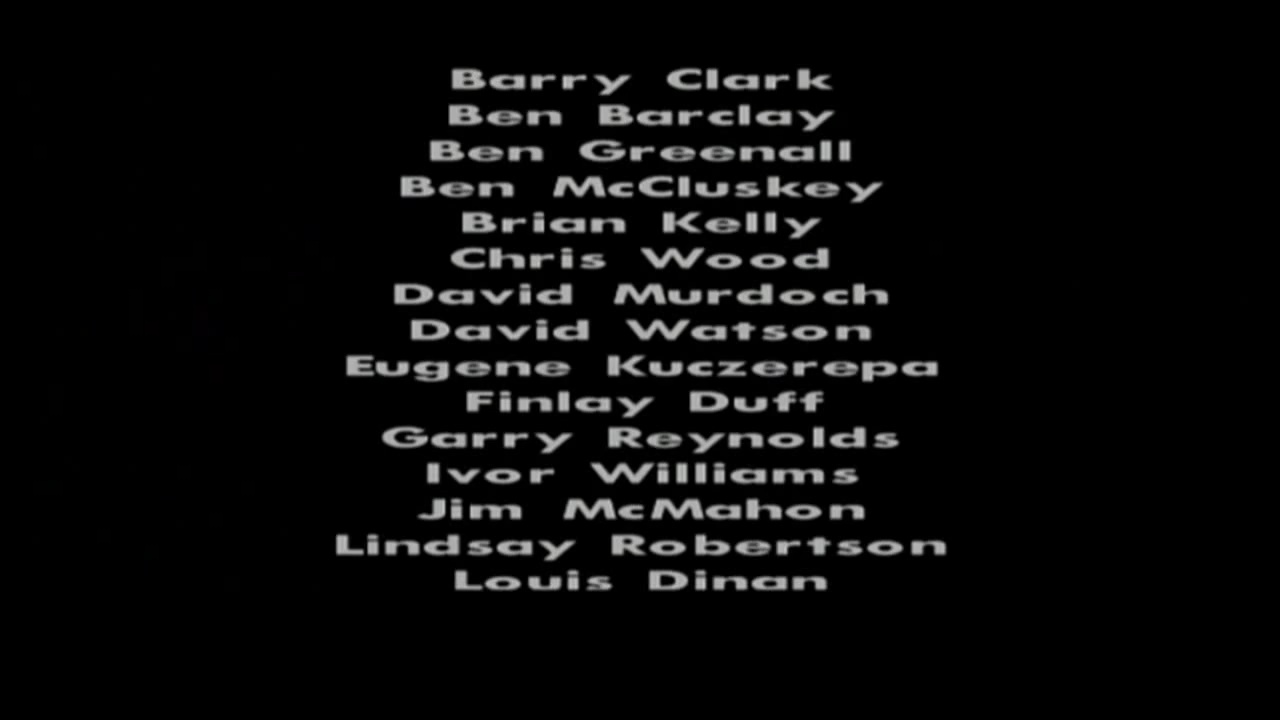 Barry Clark
Ben Barclay
Ben Greenall
Ben McCluskey
Brian Kelly
Chris Wood
David Murdoch
David Watson
Eugene Kuczerepa
Finlay Duff
Garry Reynolds
Ivor Williams
Jim McMahon
Lindsay Robertson
Louis Dinan